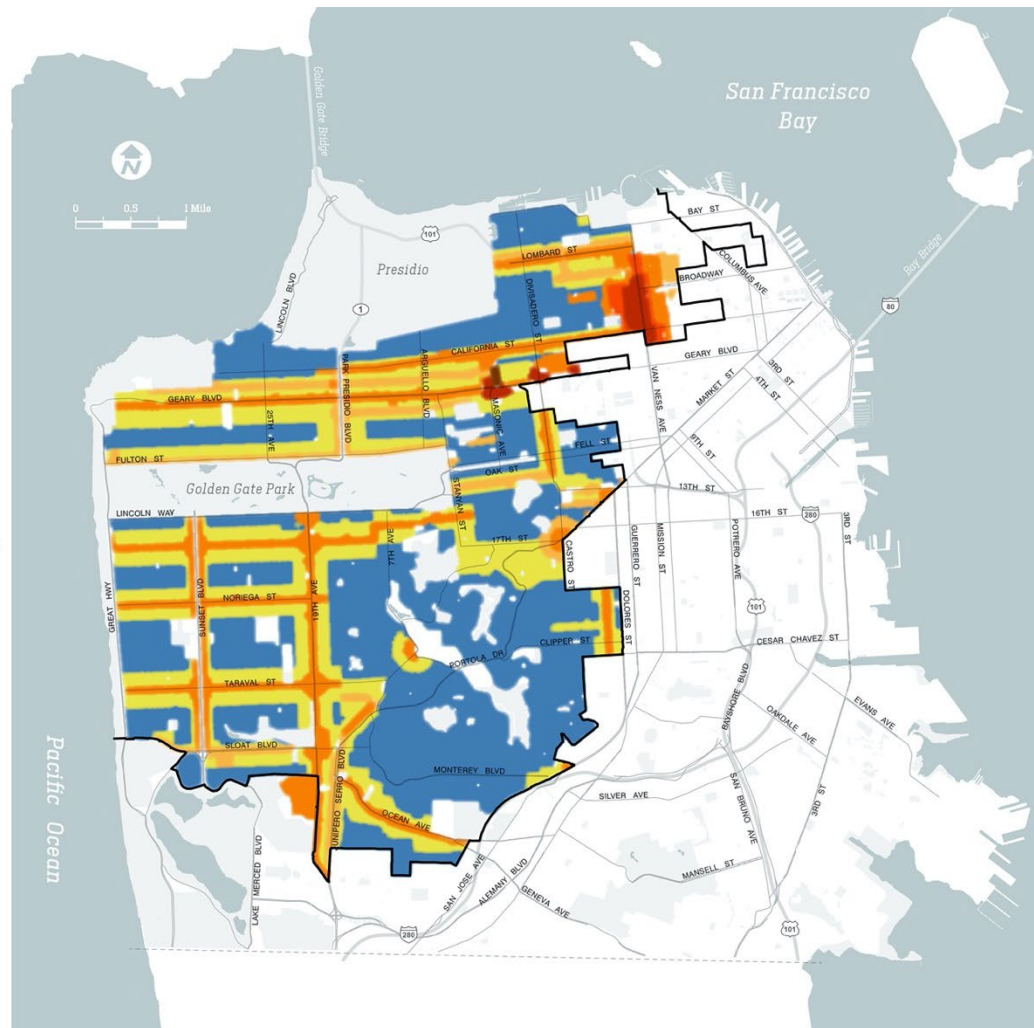 San Francisco
Bay
Golden Gate Bridge
N
0 0.5 1 Mile
101
BAY ST
LOMBARD ST
COLUMBUS AVE
Bay Bridge
Presidio
LINCOLN BLVD
BROADWAY
DIVISADERO ST
1
80
CALIFORNIA ST
PARK PRESIDIO BLVD
ARGUELLO BLVD
GEARY BLVD
3RD ST
4TH ST
MARKET ST
VAN NESS AVE
GEARY BLVD
25TH AVE
MASONIC AVE
FELL ST
9TH ST
FULTON ST
OAK ST
Golden Gate Park
STANYAN ST
13TH ST
LINCOLN WAY
16TH ST
280
3RD ST
7TH AVE
17TH ST
CASTRO ST
GUERRERO ST
MISSION ST
POTRERO AVE
GREAT HWY
SUNSET BLVD
NORIEGA ST
19TH AVE
DOLORES ST
101
CLIPPER ST
CESAR CHAVEZ ST
PORTOLA DR
TARAVAL ST
BAYSHORE BLVD
OAKDALE AVE
EVANS AVE
Pacific Ocean
SLOAT BLVD
JUNIPERO SERRO BLVD
MONTEREY BLVD
SILVER AVE
SAN BRUNO AVE
3RD ST
OCEAN AVE
LAKE MERCED BLVD
SAN JOSE AVE
ALEMANY BLVD
MANSELL ST
GENEVA AVE
280
101